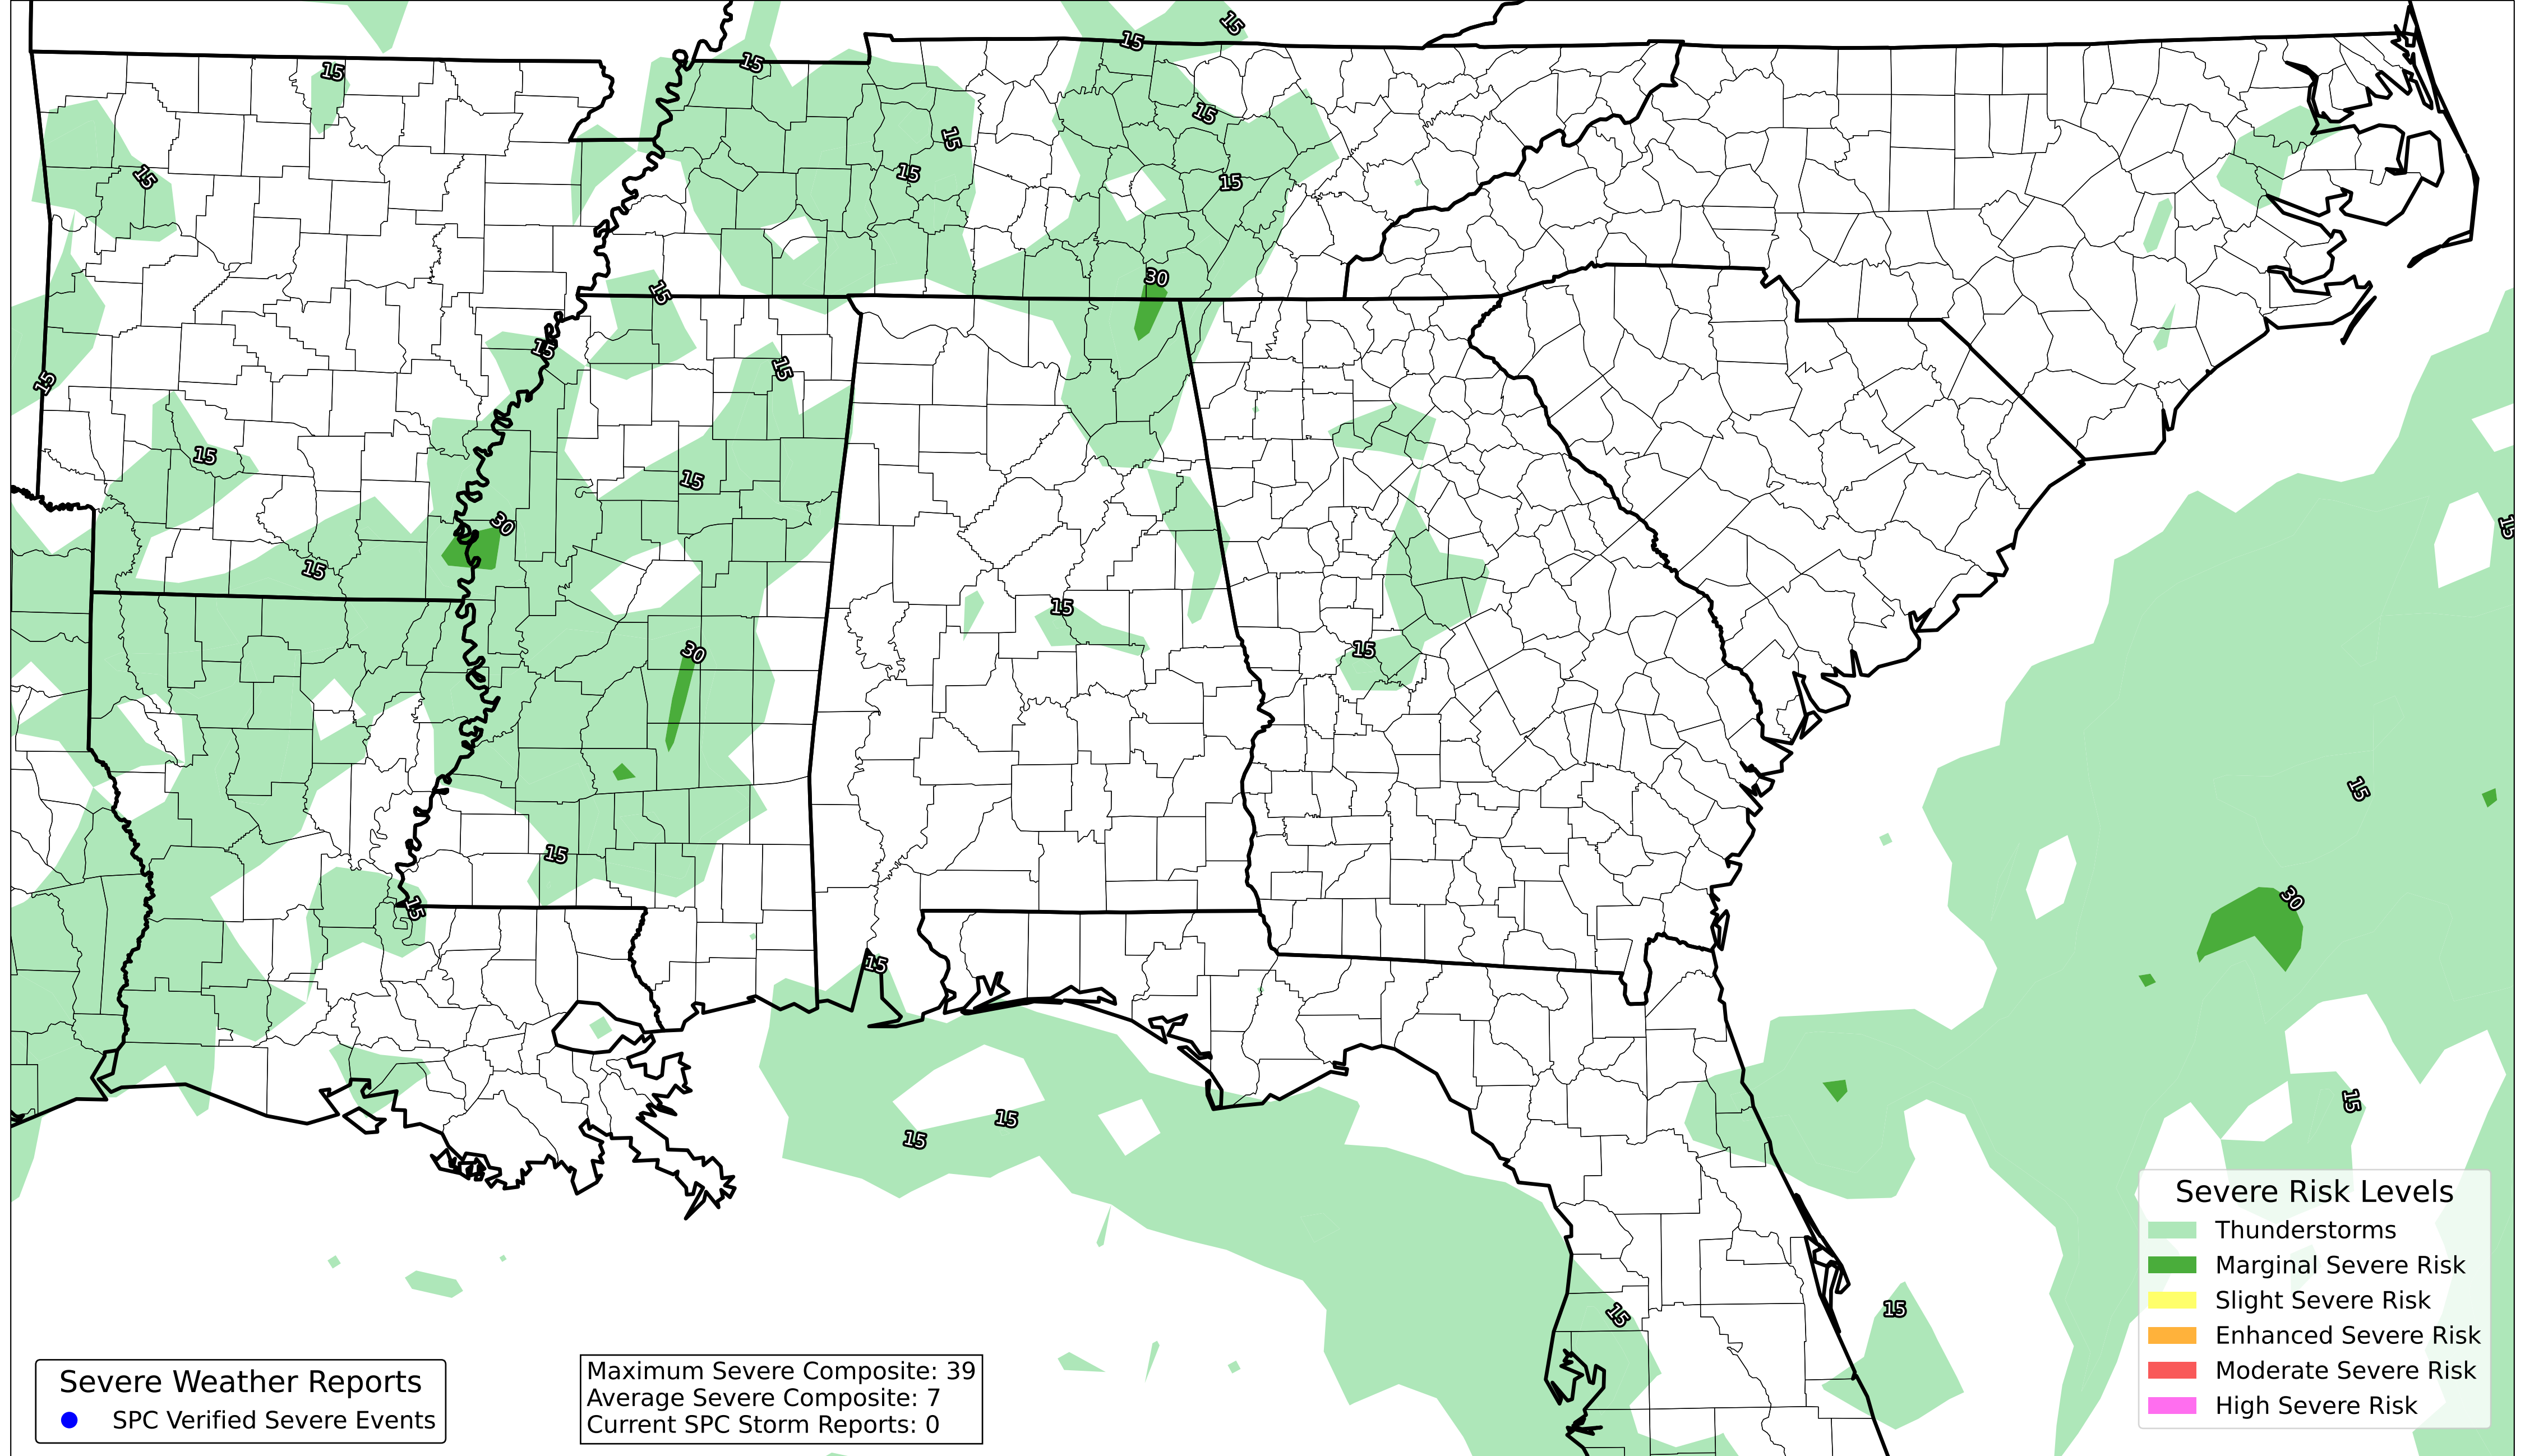 15
15
15
15
15
15
15
15
15
15
30
15
15
15
15
15
15
30
15
15
15
15
30
15
15
30
15
15
15
15
15
15
15
Severe Risk Levels
Thunderstorms
Marginal Severe Risk
Slight Severe Risk
Enhanced Severe Risk
Moderate Severe Risk
High Severe Risk
Severe Weather Reports
SPC Verified Severe Events
Maximum Severe Composite: 39
Average Severe Composite: 7
Current SPC Storm Reports: 0